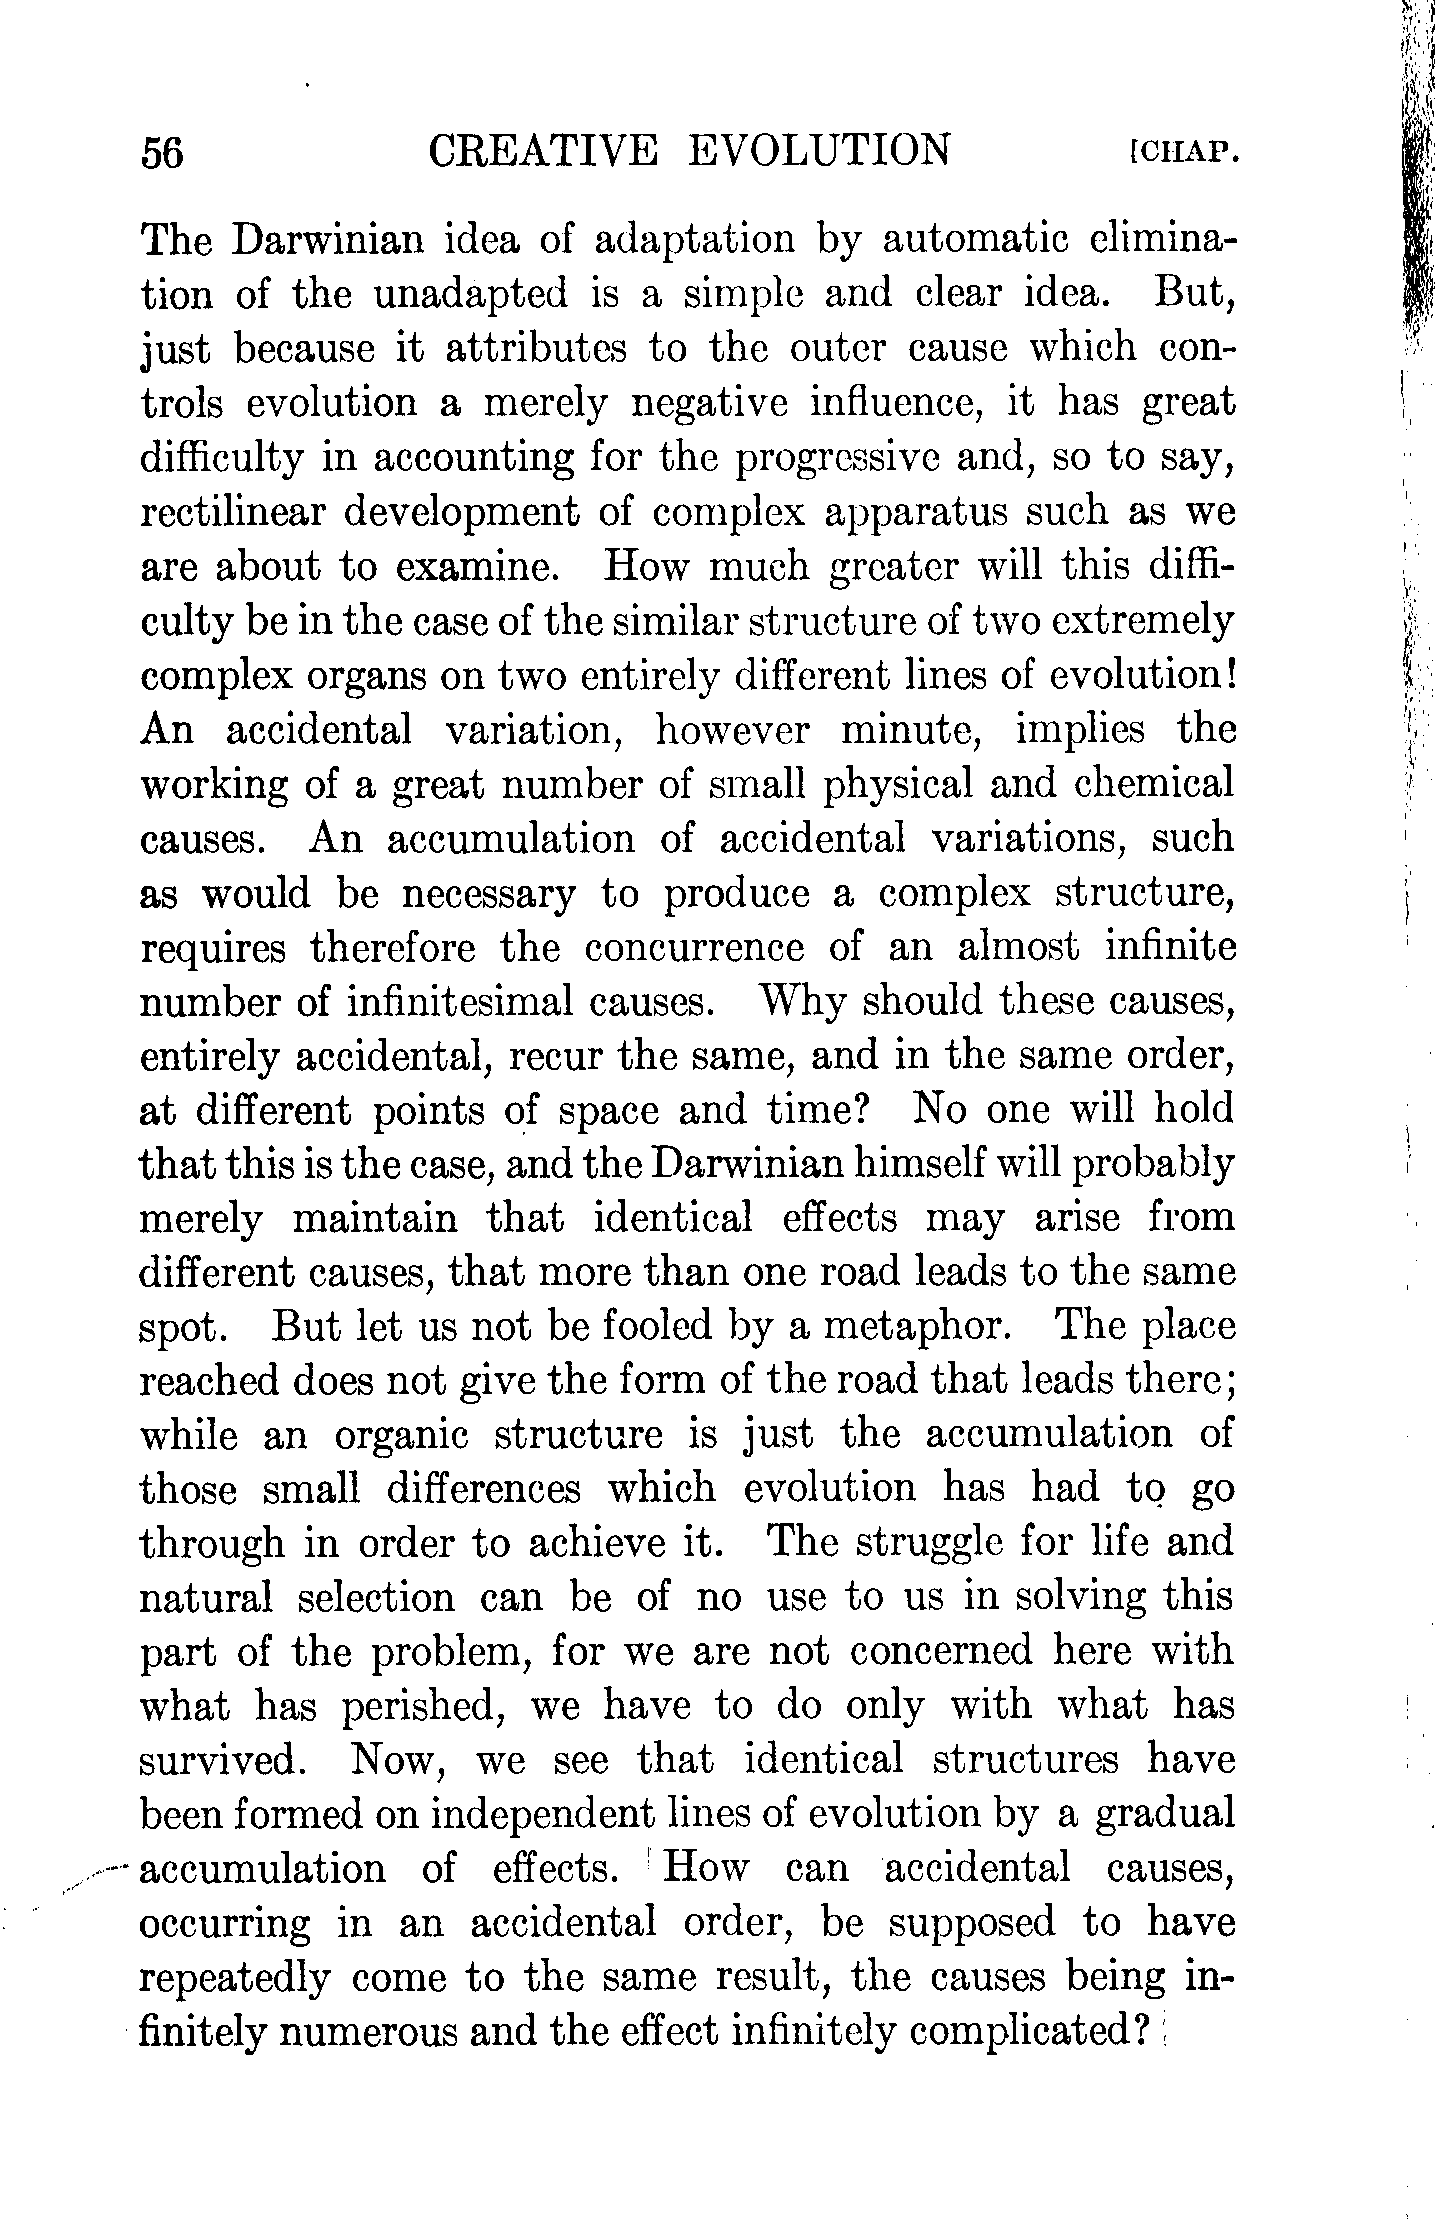 56 CREATIVE EVOLUTION [CHAP.
The Darwinian idea of adaptation by automatic elimina-
tion of the unadapted is a simple and clear idea. But,
just because it attributes to the outer cause which con-
trols evolution a merely negative influence, it has great
difficulty in accounting for the progressive and, so to say,
rectilinear development of complex apparatus such as we
are about to examine. How much greater will this diffi-
culty be in the case of the similar structure of two extremely
complex organs on two entirely different lines of evolution!
An accidental variation, however minute, implies the
working of a great number of small physical and chemical
causes. An accumulation of accidental variations, such
as would be necessary to produce a complex structure,
requires therefore the concurrence of an almost infinite
number of infinitesimal causes. Why should these causes,
entirely accidental, recur the same, and in the same order,
at different points of space and time? No one will hold
that this is the case, and the Darwinian himself will probably
merely maintain that identical effects may arise from
different causes, that more than one road leads to the same
spot. But let us not be fooled by a metaphor. The place
reached does not give the form of the road that leads there;
while an organic structure is just the accumulation of
those small differences which evolution has had to go
through in order to achieve it. The struggle for life and
natural selection can be of no use to us in solving this
part of the problem, for we are not concerned here with
what has perished, we have to do only with what has
survived. Now, we see that identical structures have
been formed on independent lines of evolution by a gradual
accumulation of effects. How can accidental causes,
occurring in an accidental order, be supposed to have
repeatedly come to the same result, the causes being in-
finitely numerous and the effect infinitely complicated?